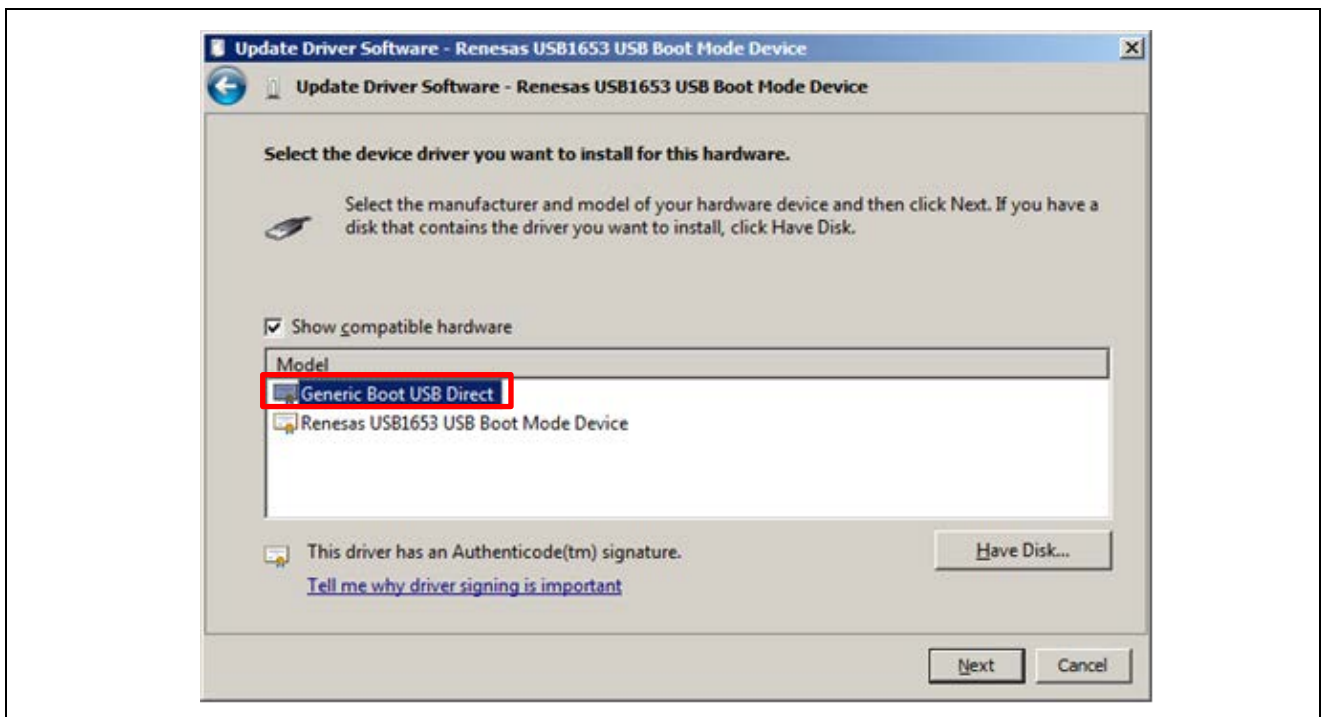 Update Driver Software - Renesas USB1653 USB Boot Mode Device
Update Driver Software - Renesas USB1653 USB Boot Mode Device
Select the device driver you want to install for this hardware.
Select the manufacturer and model of your hardware device and then click Next. If you have a
disk that contains the driver you want to install, click Have Disk.
Show compatible hardware
Model
Generic Boot USB Direct
Renesas USB1653 USB Boot Mode Device
This driver has an Authenticode(tm) signature.
Have Disk...
Tell me why driver signing is important
Next
Cancel